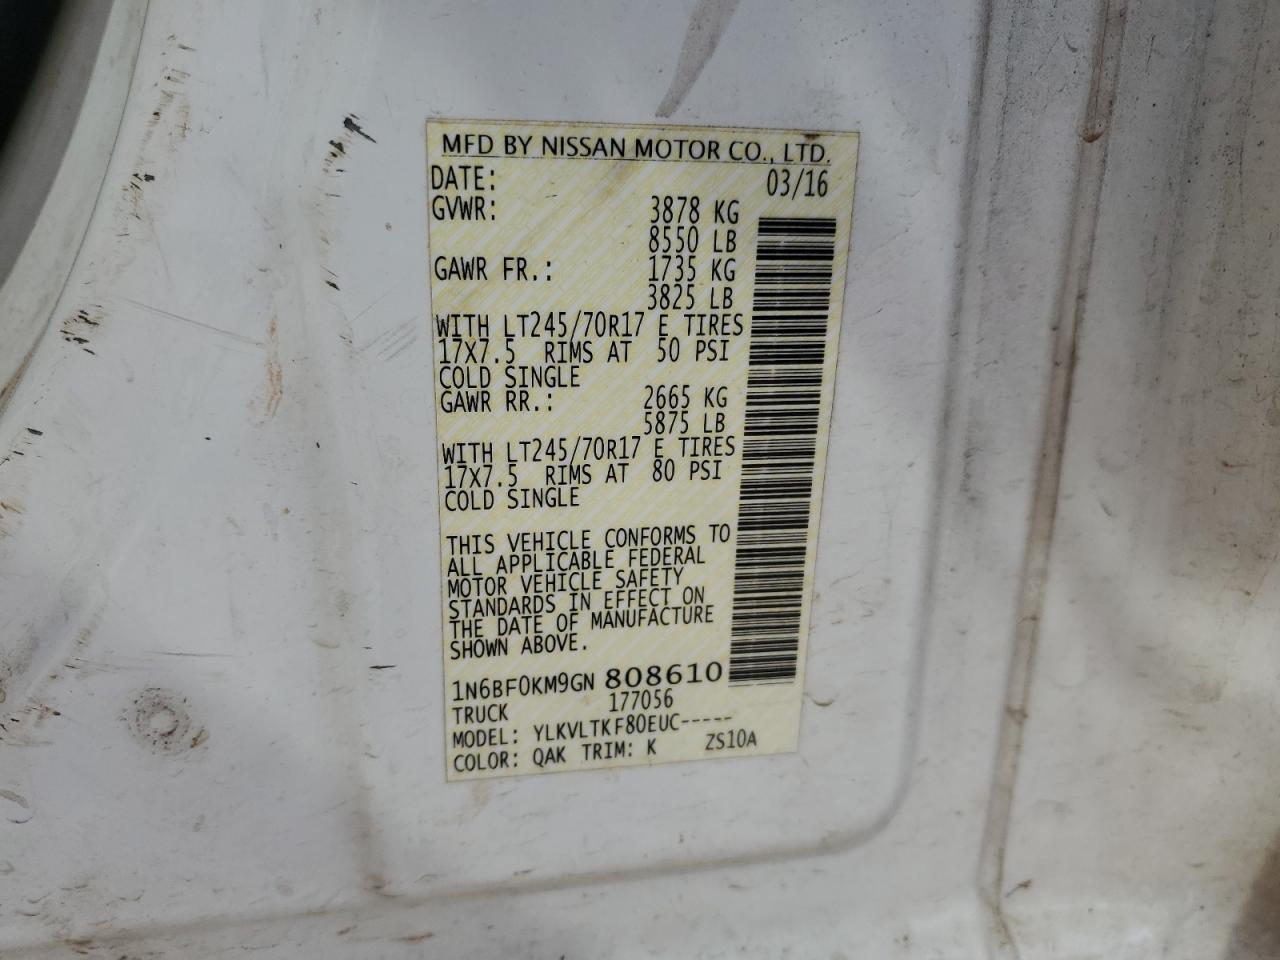 MFD BY NISSAN MOTOR CO., LTD.
DATE: 03/16
GVWR: 3878 KG
8550 LB
GAWR FR.: 1735 KG
3825 LB
WITH LT245/70R17 E TIRES
17X7.5 RIMS AT 50 PSI
COLD SINGLE
GAWR RR.: 2665 KG
5875 LB
WITH LT245/70R17 E TIRES
17X7.5 RIMS AT 80 PSI
COLD SINGLE
THIS VEHICLE CONFORMS TO
ALL APPLICABLE FEDERAL
MOTOR VEHICLE SAFETY
STANDARDS IN EFFECT ON
THE DATE OF MANUFACTURE
SHOWN ABOVE.
1N6BF0KM9GN 808610
TRUCK 177056
MODEL: YLKVLTKF80EUC-----
COLOR: QAK TRIM: K ZS10A